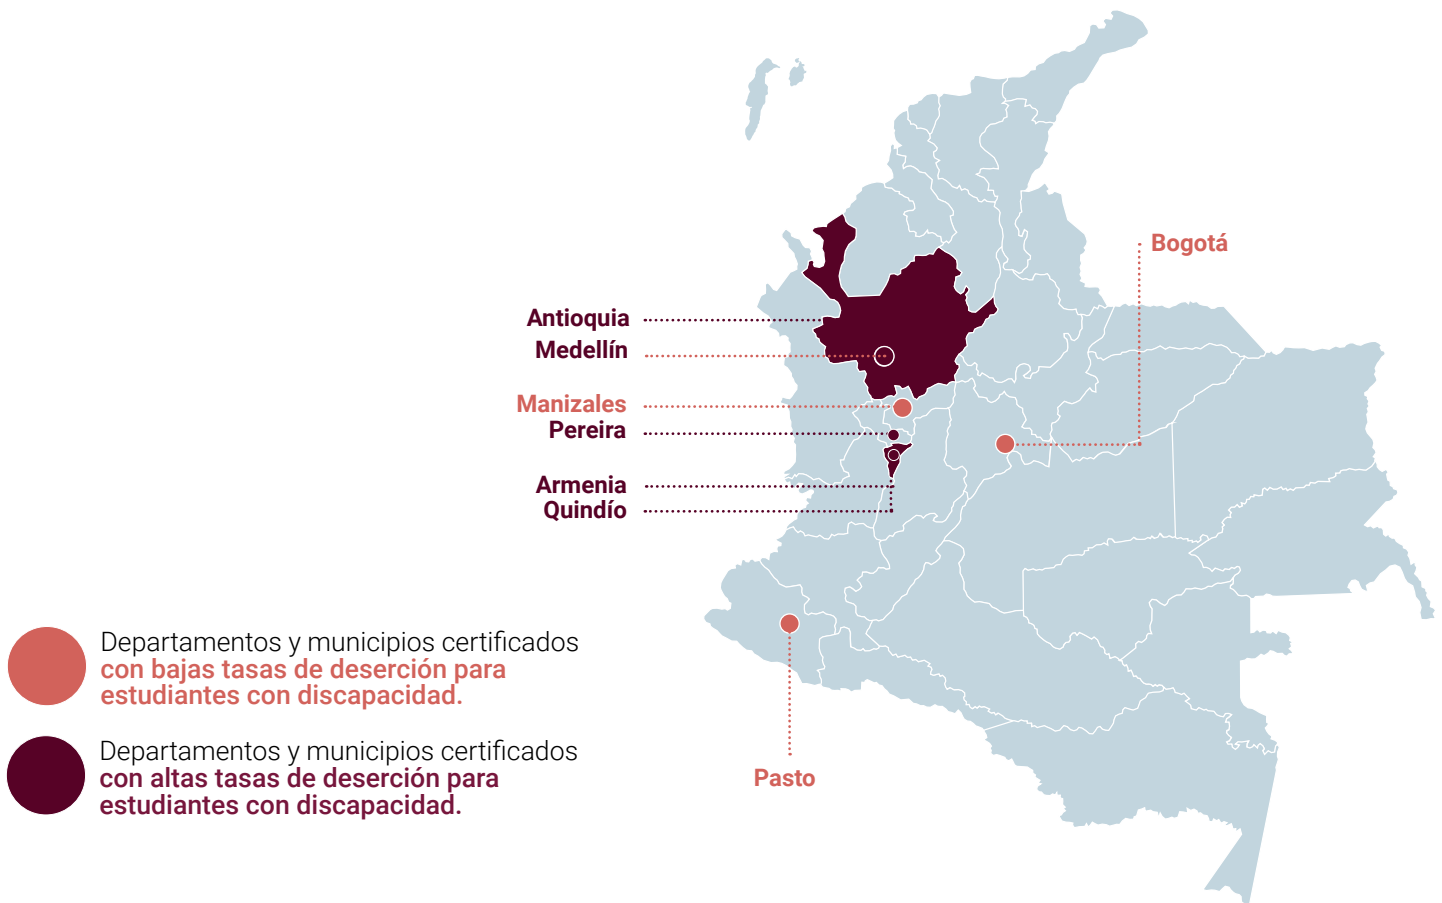 Bogotá
Antioquia
Medellín
Manizales
Pereira
Armenia
Quindío
Departamentos y municipios certificados
con bajas tasas de deserción para
estudiantes con discapacidad.
Departamentos y municipios certificados
con altas tasas de deserción para
estudiantes con discapacidad.
Pasto